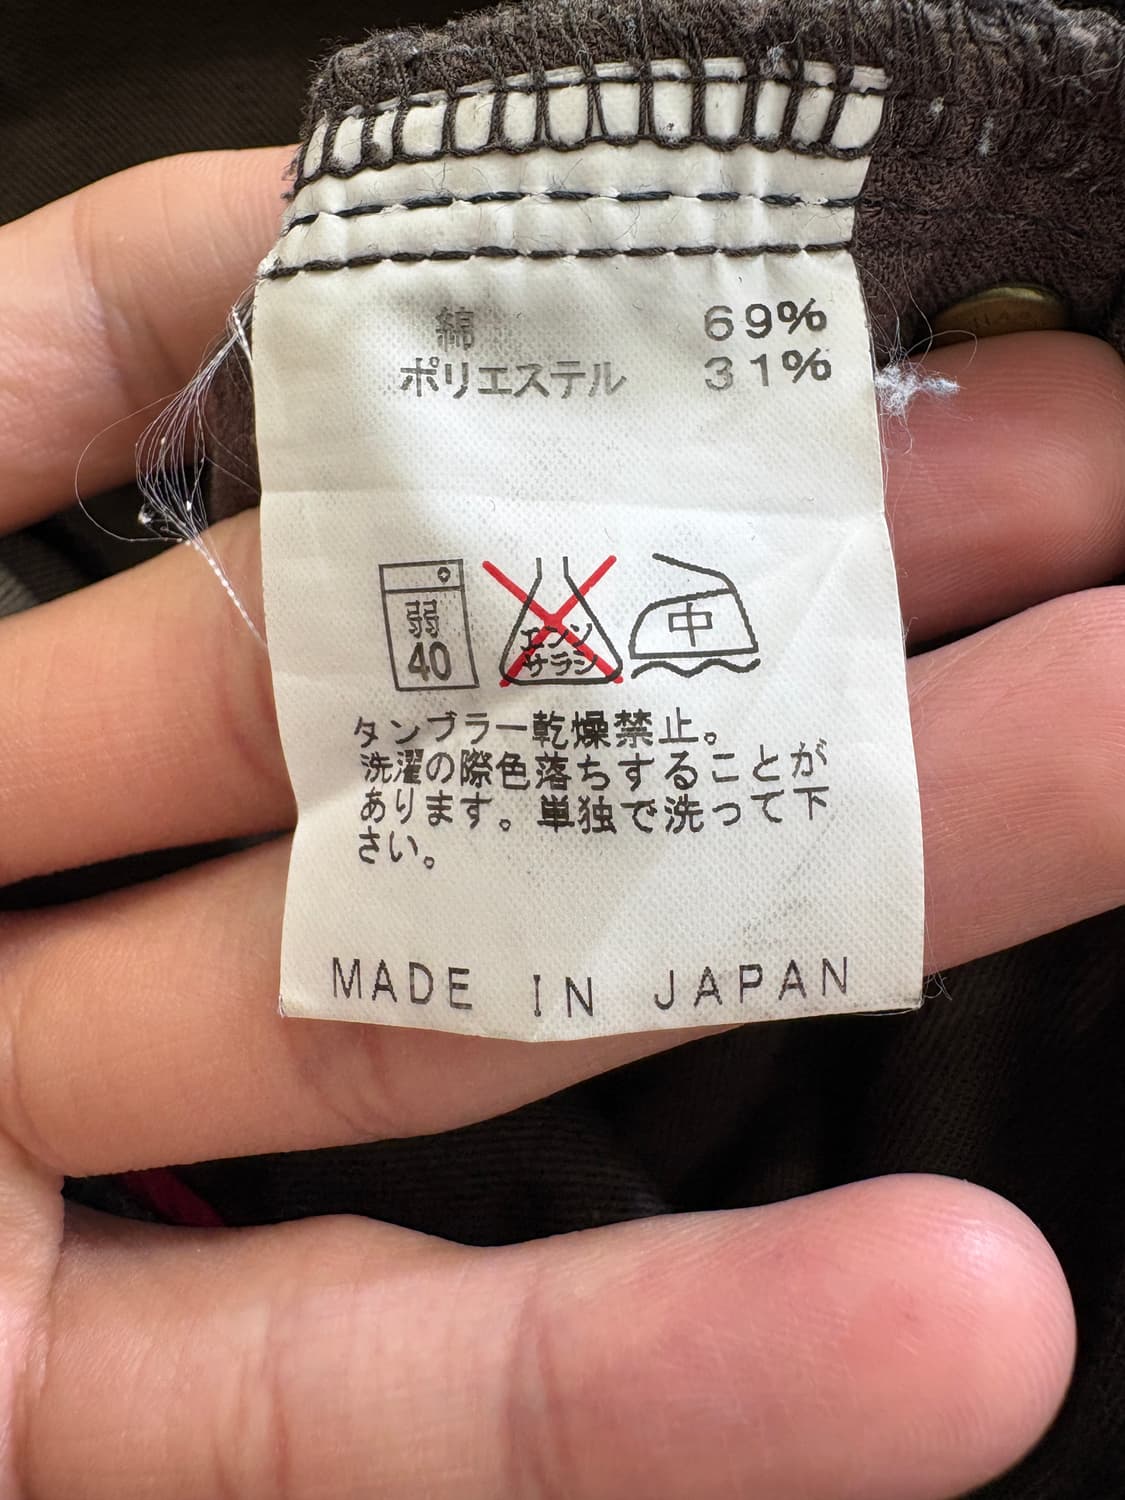 綿 69%
ポリエステル 31%
弱
40
エンソ
サラシ
中
タンブラー乾燥禁止。
洗濯の際色落ちすることが
あります。単独で洗って下
さい。
MADE IN JAPAN